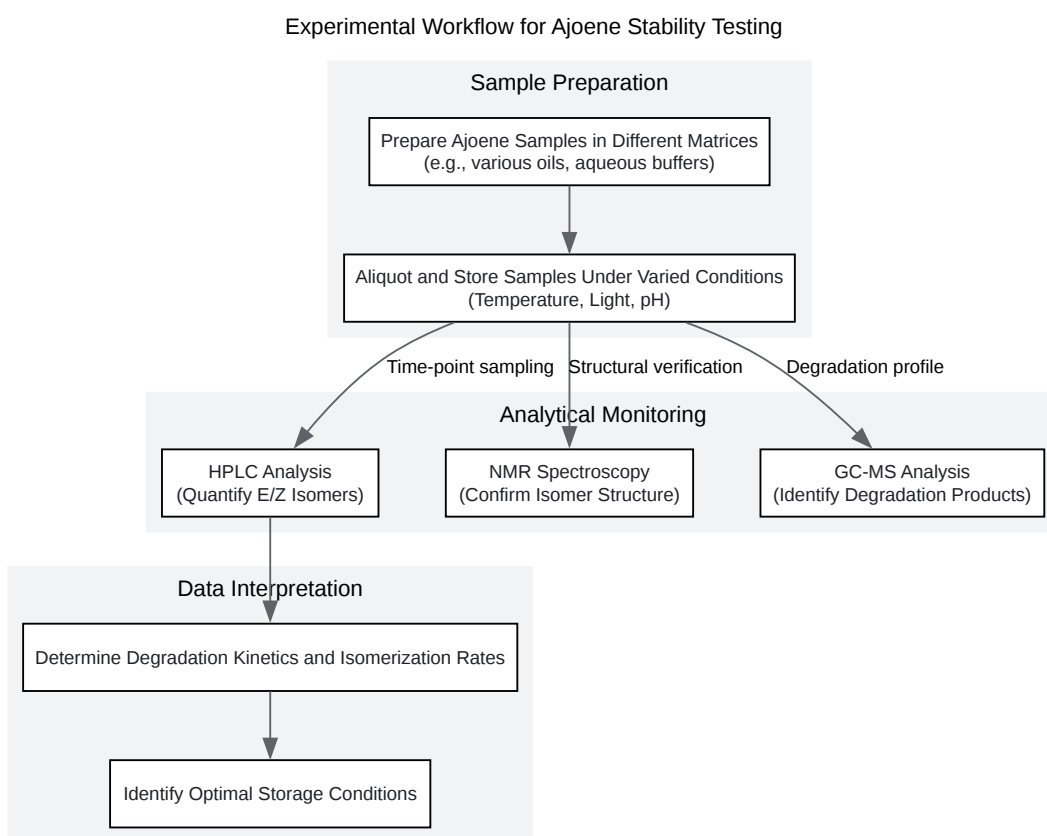 Experimental Workflow for Ajoene Stability Testing
Sample Preparation
Prepare Ajoene Samples in Different Matrices
(e.g., various oils, aqueous buffers)
Aliquot and Store Samples Under Varied Conditions
(Temperature, Light, pH)
Time-point sampling
Structural verification
Degradation profile
Analytical Monitoring
HPLC Analysis
(Quantify E/Z Isomers)
NMR Spectroscopy
(Confirm Isomer Structure)
GC-MS Analysis
(Identify Degradation Products)
Data Interpretation
Determine Degradation Kinetics and Isomerization Rates
Identify Optimal Storage Conditions